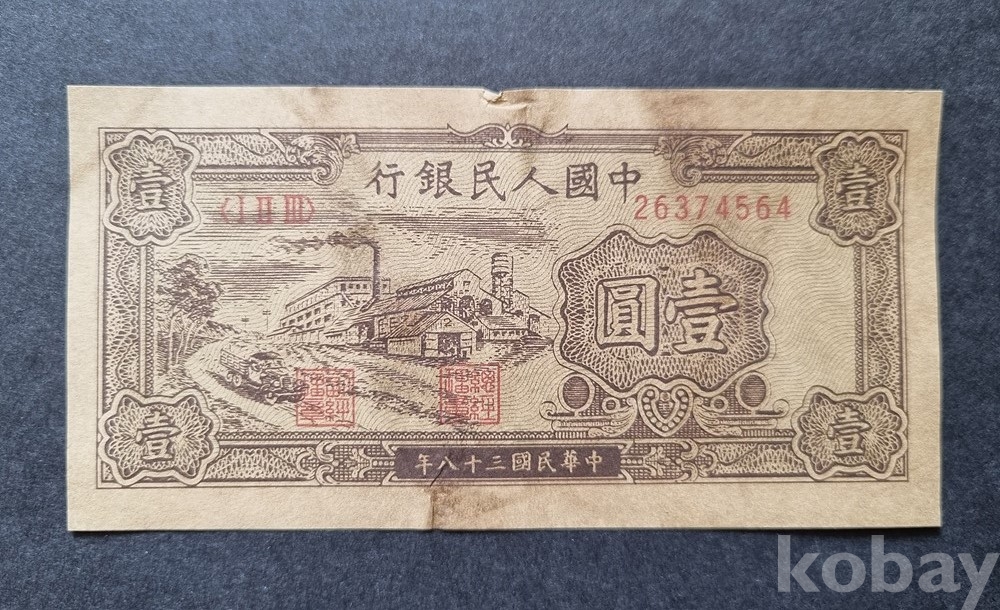 中國人民銀行
壹
壹
〈I II III〉
26374564
壹圓
壹
壹
中華民國三十八年
kobay